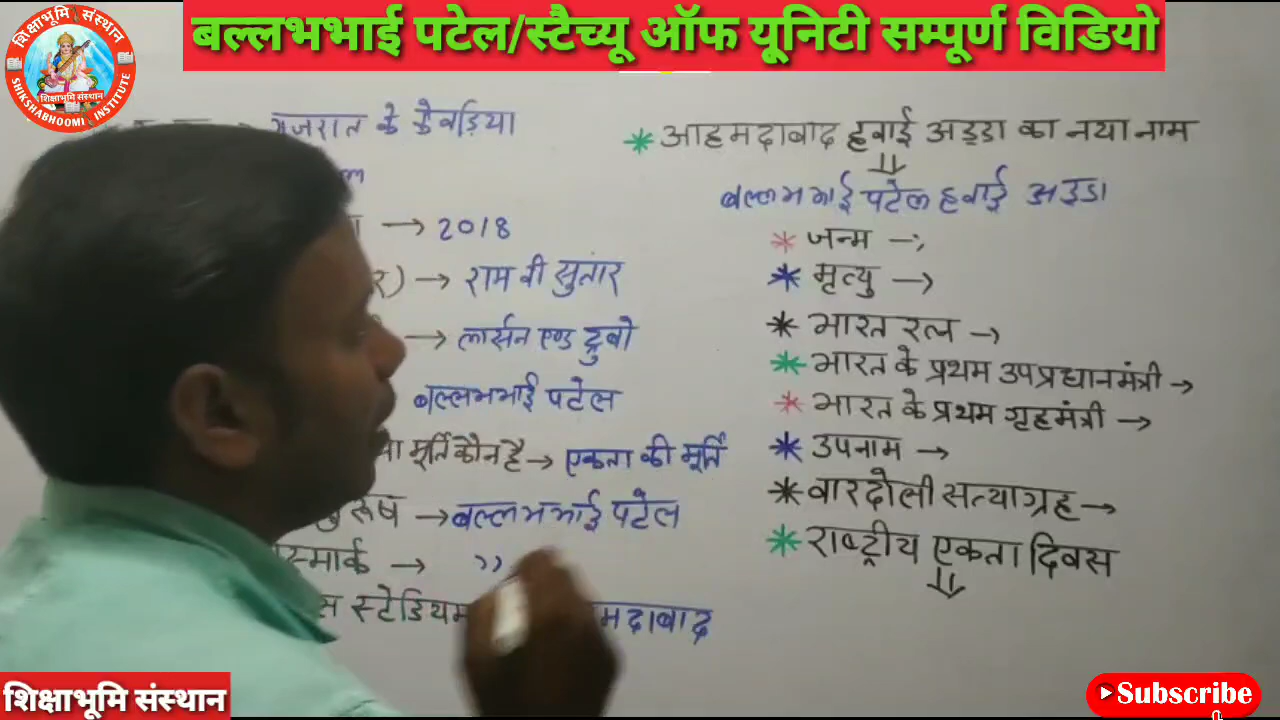 बल्लभभाई पटेल/स्टैच्यू ऑफ यूनिटी सम्पूर्ण विडियो
शिक्षाभूमि संस्थान
शिक्षाभूमि संस्थान
SHIKSHABHOOMI INSTITUTE
गुजरात के केवड़िया
→ 2018
→ राम वी सुतार
→ लार्सन एण्ड ट्रुबो
बल्लभभाई पटेल
मूर्ति कौन है → एकता की मूर्ति
→ बल्लभभाई पटेल
→ ,,
स्टेडियम
* आहमदाबाद हवाई अड्डा का नया नाम
⇓
बल्लभभाई पटेल हवाई अड्डा
* जन्म →
* मृत्यु →
* भारत रत्न →
* भारत के प्रथम उपप्रधानमंत्री →
* भारत के प्रथम गृहमंत्री →
* उपनाम →
* वारदोली सत्याग्रह →
* राष्ट्रीय एकता दिवस
⇓
शिक्षाभूमि संस्थान
Subscribe